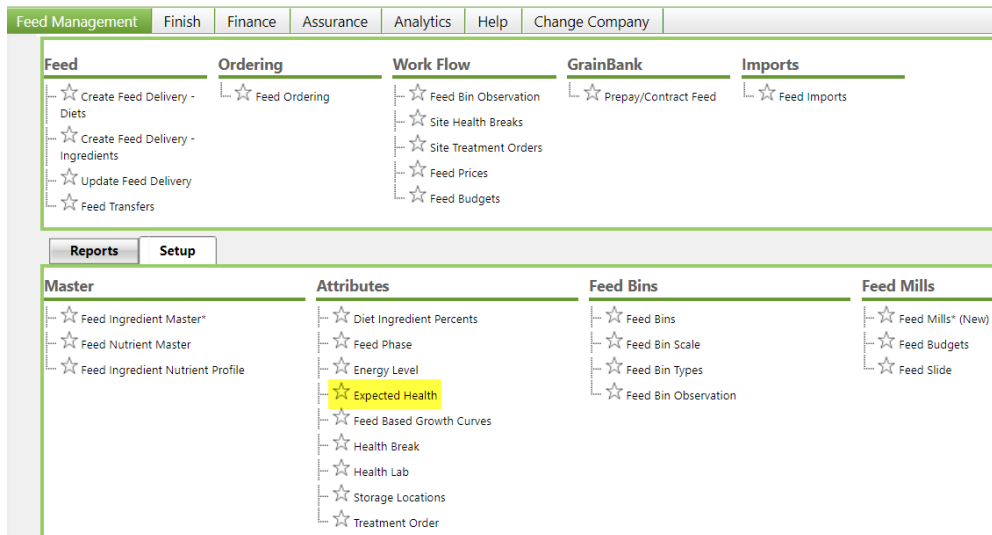 Feed Management Finish Finance Assurance Analytics Help Change Company
Feed
Create Feed Delivery -
Diets
Create Feed Delivery -
Ingredients
Update Feed Delivery
Feed Transfers
Ordering
Feed Ordering
Work Flow
Feed Bin Observation
Site Health Breaks
Site Treatment Orders
Feed Prices
Feed Budgets
GrainBank
Prepay/Contract Feed
Imports
Feed Imports
Reports Setup
Master
Feed Ingredient Master*
Feed Nutrient Master
Feed Ingredient Nutrient Profile
Attributes
Diet Ingredient Percents
Feed Phase
Energy Level
Expected Health
Feed Based Growth Curves
Health Break
Health Lab
Storage Locations
Treatment Order
Feed Bins
Feed Bins
Feed Bin Scale
Feed Bin Types
Feed Bin Observation
Feed Mills
Feed Mills* (New)
Feed Budgets
Feed Slide